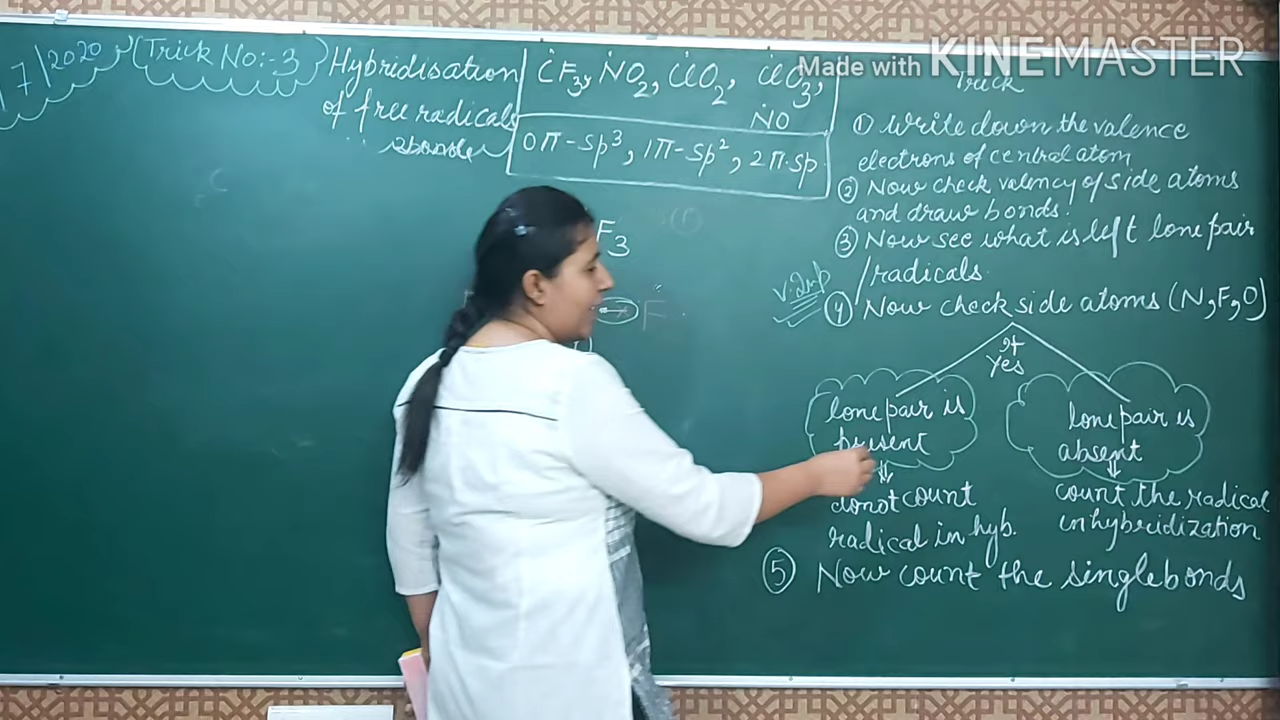 7/2020
(Trick No:-3)
Hybridisation
of free radicals
ĊF3, ṄO2, ĊlO2, ĊlO3,
ṄO
0π-sp³, 1π-sp², 2π-sp
Made with KINEMASTER
Trick
① Write down the valence
electrons of central atom
② Now check valency of side atoms
and draw bonds.
③ Now see what is left lone pair
/radicals.
V.Imp
④ Now check side atoms (N,F,O)
If
Yes
lone pair is
present
⇓
donot count
radical in hyb.
lone pair is
absent
⇓
count the radical
in hybridization.
⑤ Now count the single bonds
F3
F